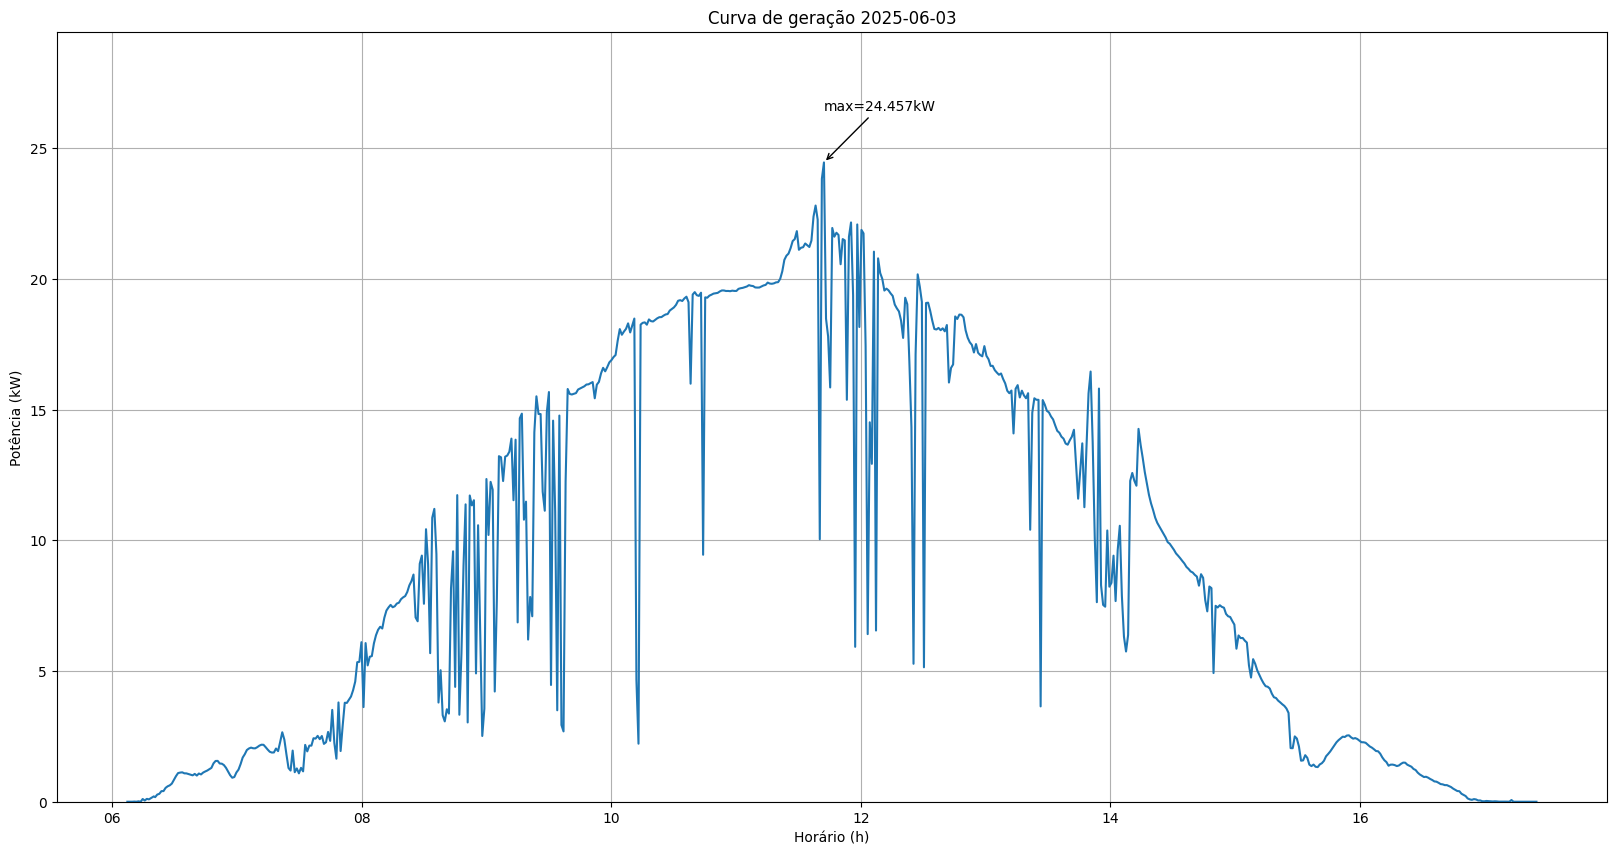 Curva de geração 2025-06-03
max=24.457kW
Potência (kW)
25
20
15
10
5
0
06 08 10 12 14 16
Horário (h)